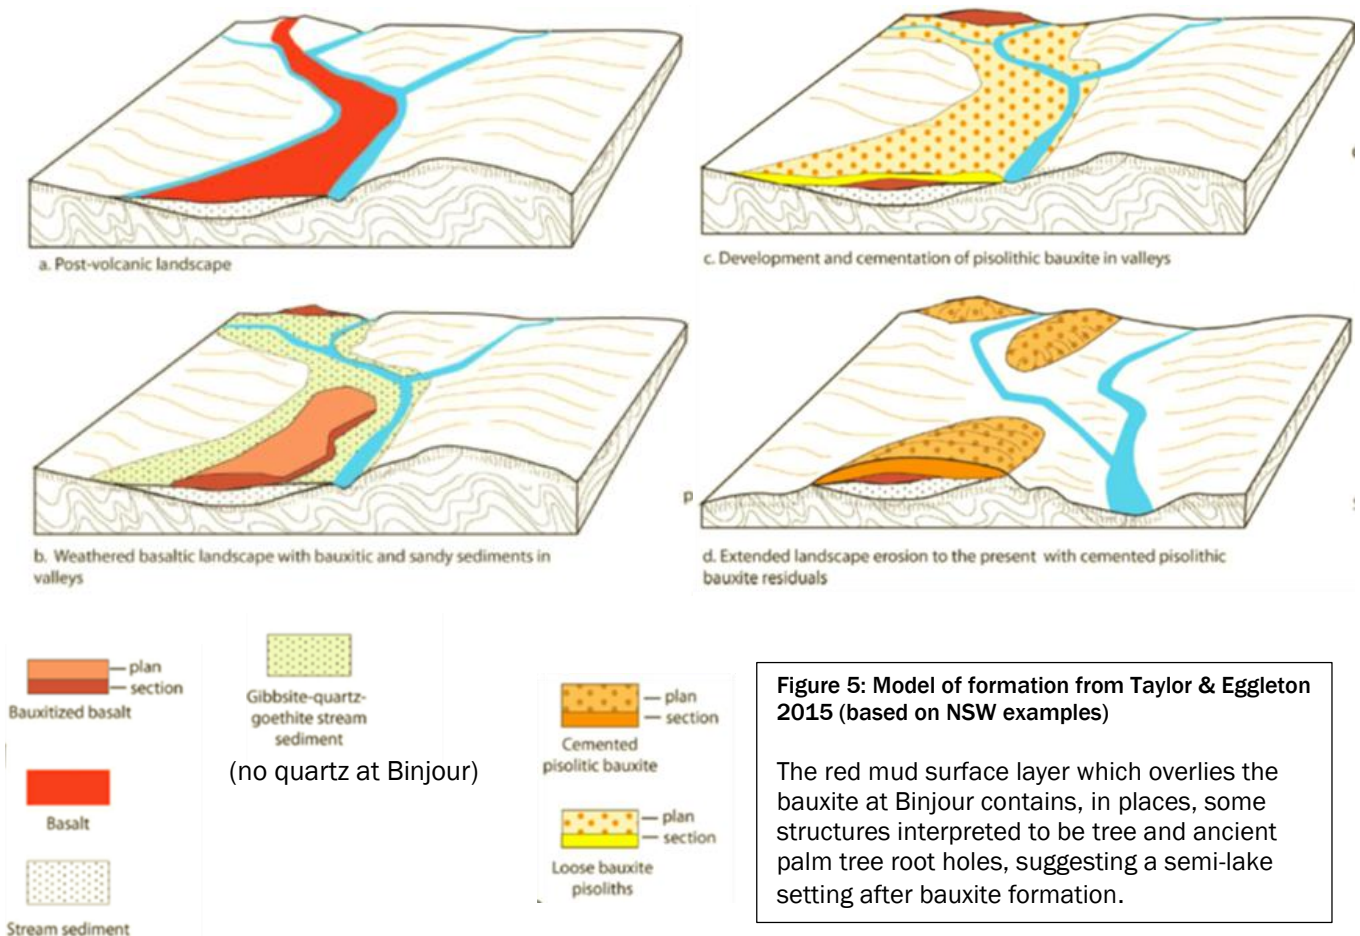 a. Post-volcanic landscape
c. Development and cementation of pisolithic bauxite in valleys
b. Weathered basaltic landscape with bauxitic and sandy sediments in
valleys
p
d. Extended landscape erosion to the present with cemented pisolithic
bauxite residuals
plan
section
Bauxitized basalt
Basalt
Stream sediment
Gibbsite-quartz-
goethite stream
sediment
(no quartz at Binjour)
plan
section
Cemented
pisolitic bauxite
plan
section
Loose bauxite
pisoliths
Figure 5: Model of formation from Taylor & Eggleton
2015 (based on NSW examples)
The red mud surface layer which overlies the
bauxite at Binjour contains, in places, some
structures interpreted to be tree and ancient
palm tree root holes, suggesting a semi-lake
setting after bauxite formation.